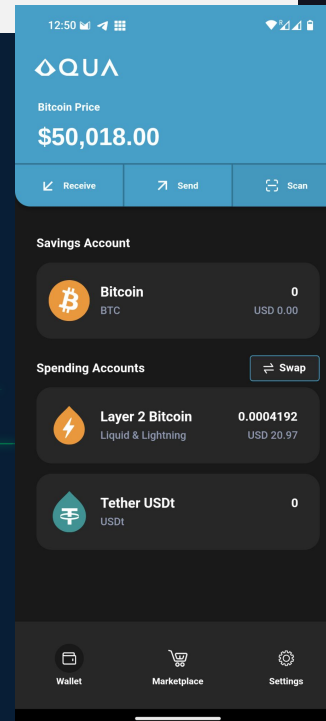 12:50
AQUA
Bitcoin Price
$50,018.00
Receive Send Scan
Savings Account
Bitcoin 0
BTC USD 0.00
Spending Accounts Swap
Layer 2 Bitcoin 0.0004192
Liquid & Lightning USD 20.97
Tether USDt 0
USDt
Wallet Marketplace Settings